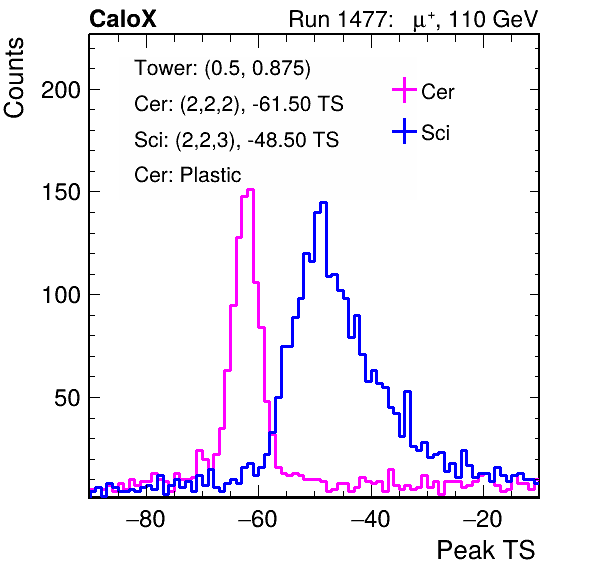 CaloX Run 1477: μ⁺, 110 GeV
Counts
Tower: (0.5, 0.875)
Cer: (2,2,2), -61.50 TS
Sci: (2,2,3), -48.50 TS
Cer: Plastic
Cer
Sci
200
150
100
50
−80 −60 −40 −20
Peak TS